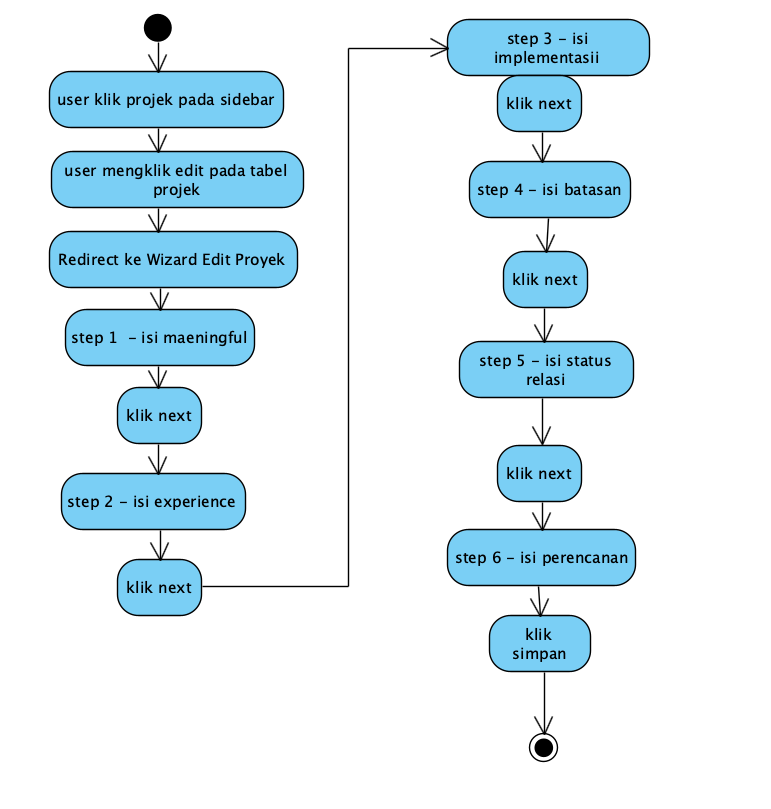 user klik projek pada sidebar
user mengklik edit pada tabel
projek
Redirect ke Wizard Edit Proyek
step 1 - isi maeningful
klik next
step 2 - isi experience
klik next
step 3 - isi
implementasii
klik next
step 4 - isi batasan
klik next
step 5 - isi status
relasi
klik next
step 6 - isi perencanan
klik
simpan